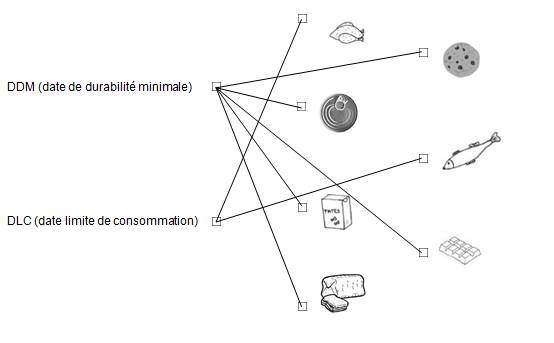 DDM (date de durabilité minimale)
PATES
DLC (date limite de consommation)